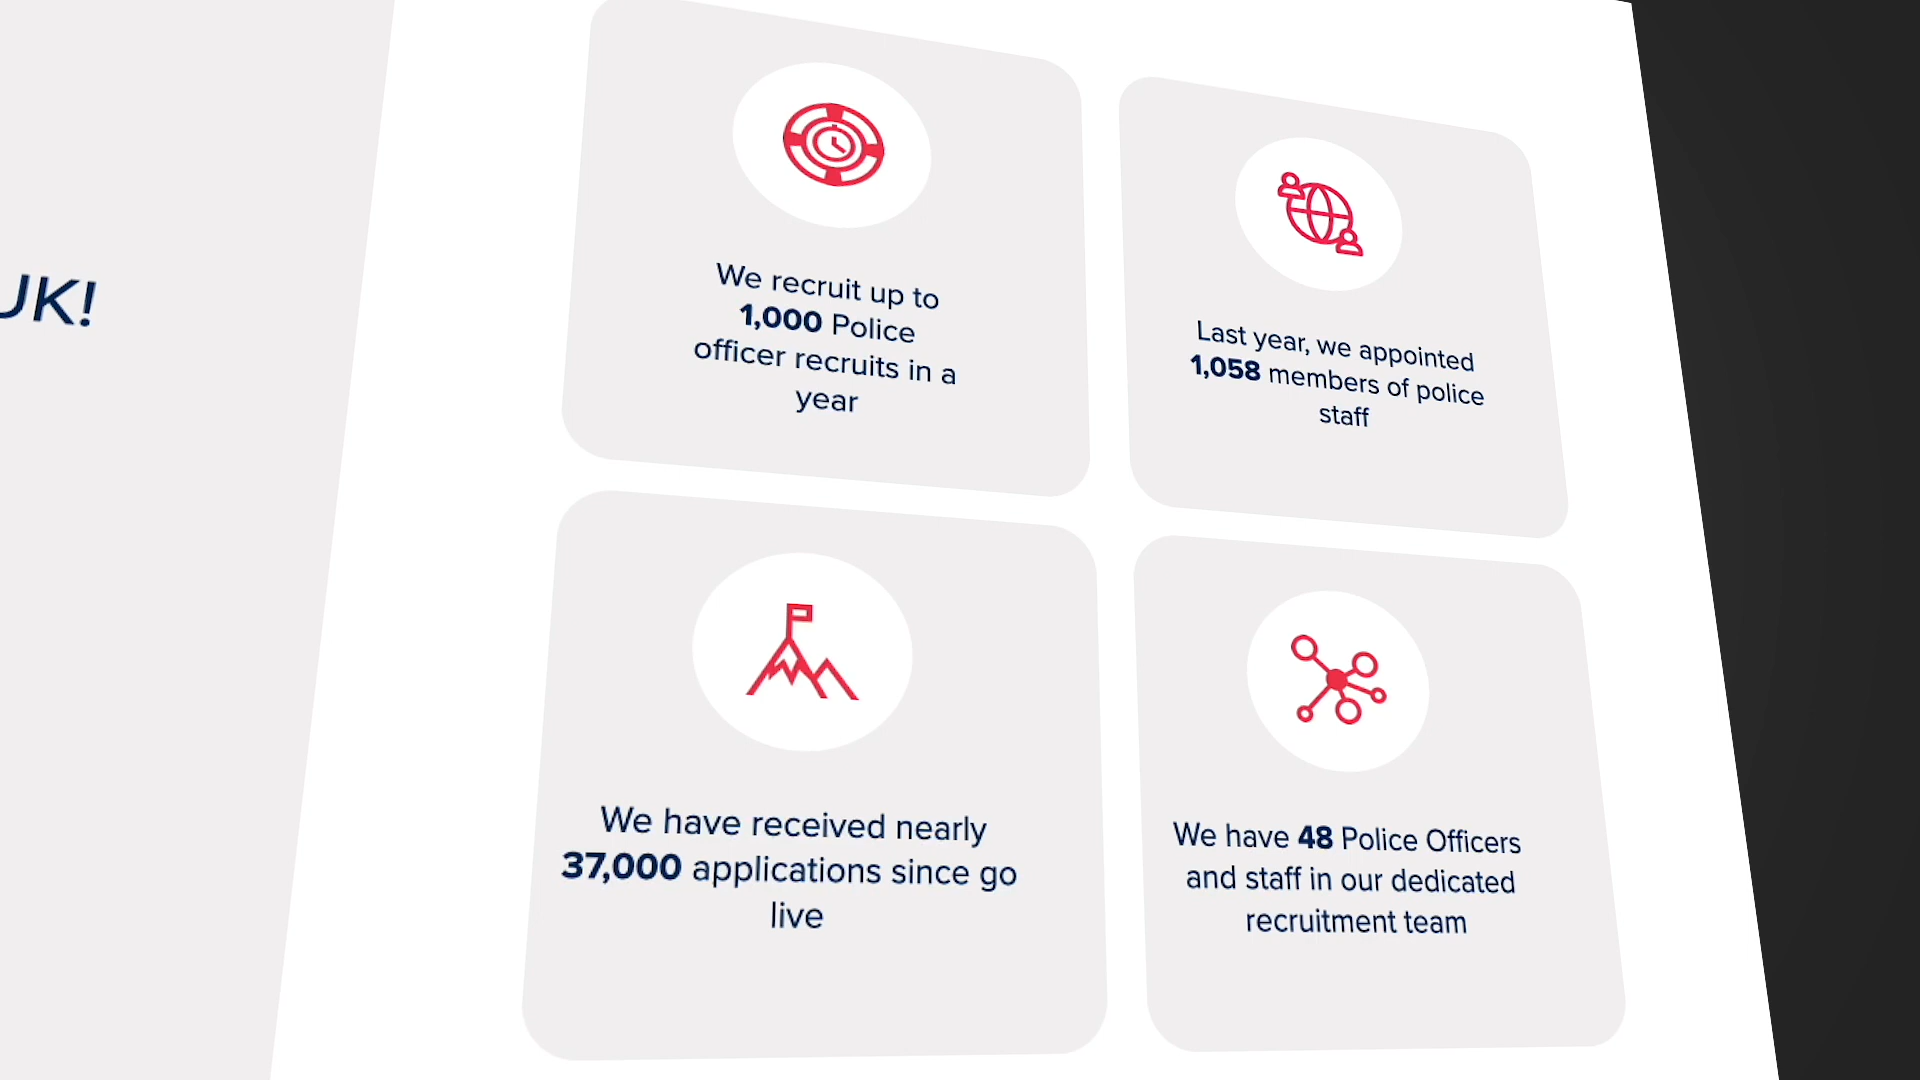 UK!
We recruit up to
1,000 Police
officer recruits in a
year
Last year, we appointed
1,058 members of police
staff
We have received nearly
37,000 applications since go
live
We have 48 Police Officers
and staff in our dedicated
recruitment team